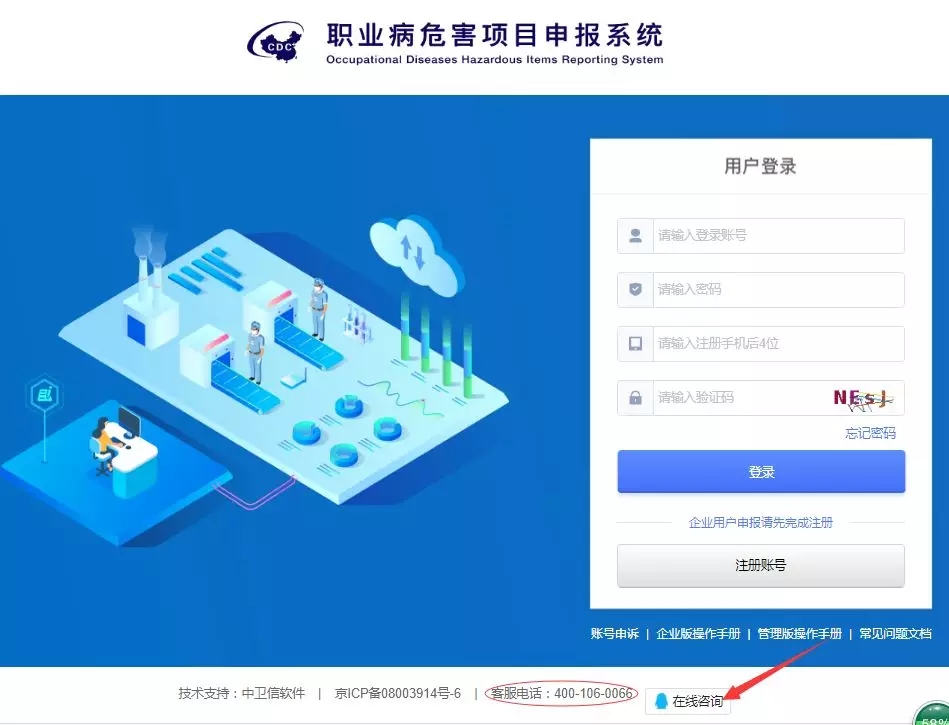 CDC
职业病危害项目申报系统
Occupational Diseases Hazardous Items Reporting System
用户登录
请输入登录账号
请输入密码
请输入注册手机后4位
请输入验证码 NEsJ
忘记密码
登录
企业用户申报请先完成注册
注册账号
账号申诉 | 企业版操作手册 | 管理版操作手册 | 常见问题文档
技术支持：中卫信软件 | 京ICP备08003914号-6 | 客服电话：400-106-0066 在线咨询